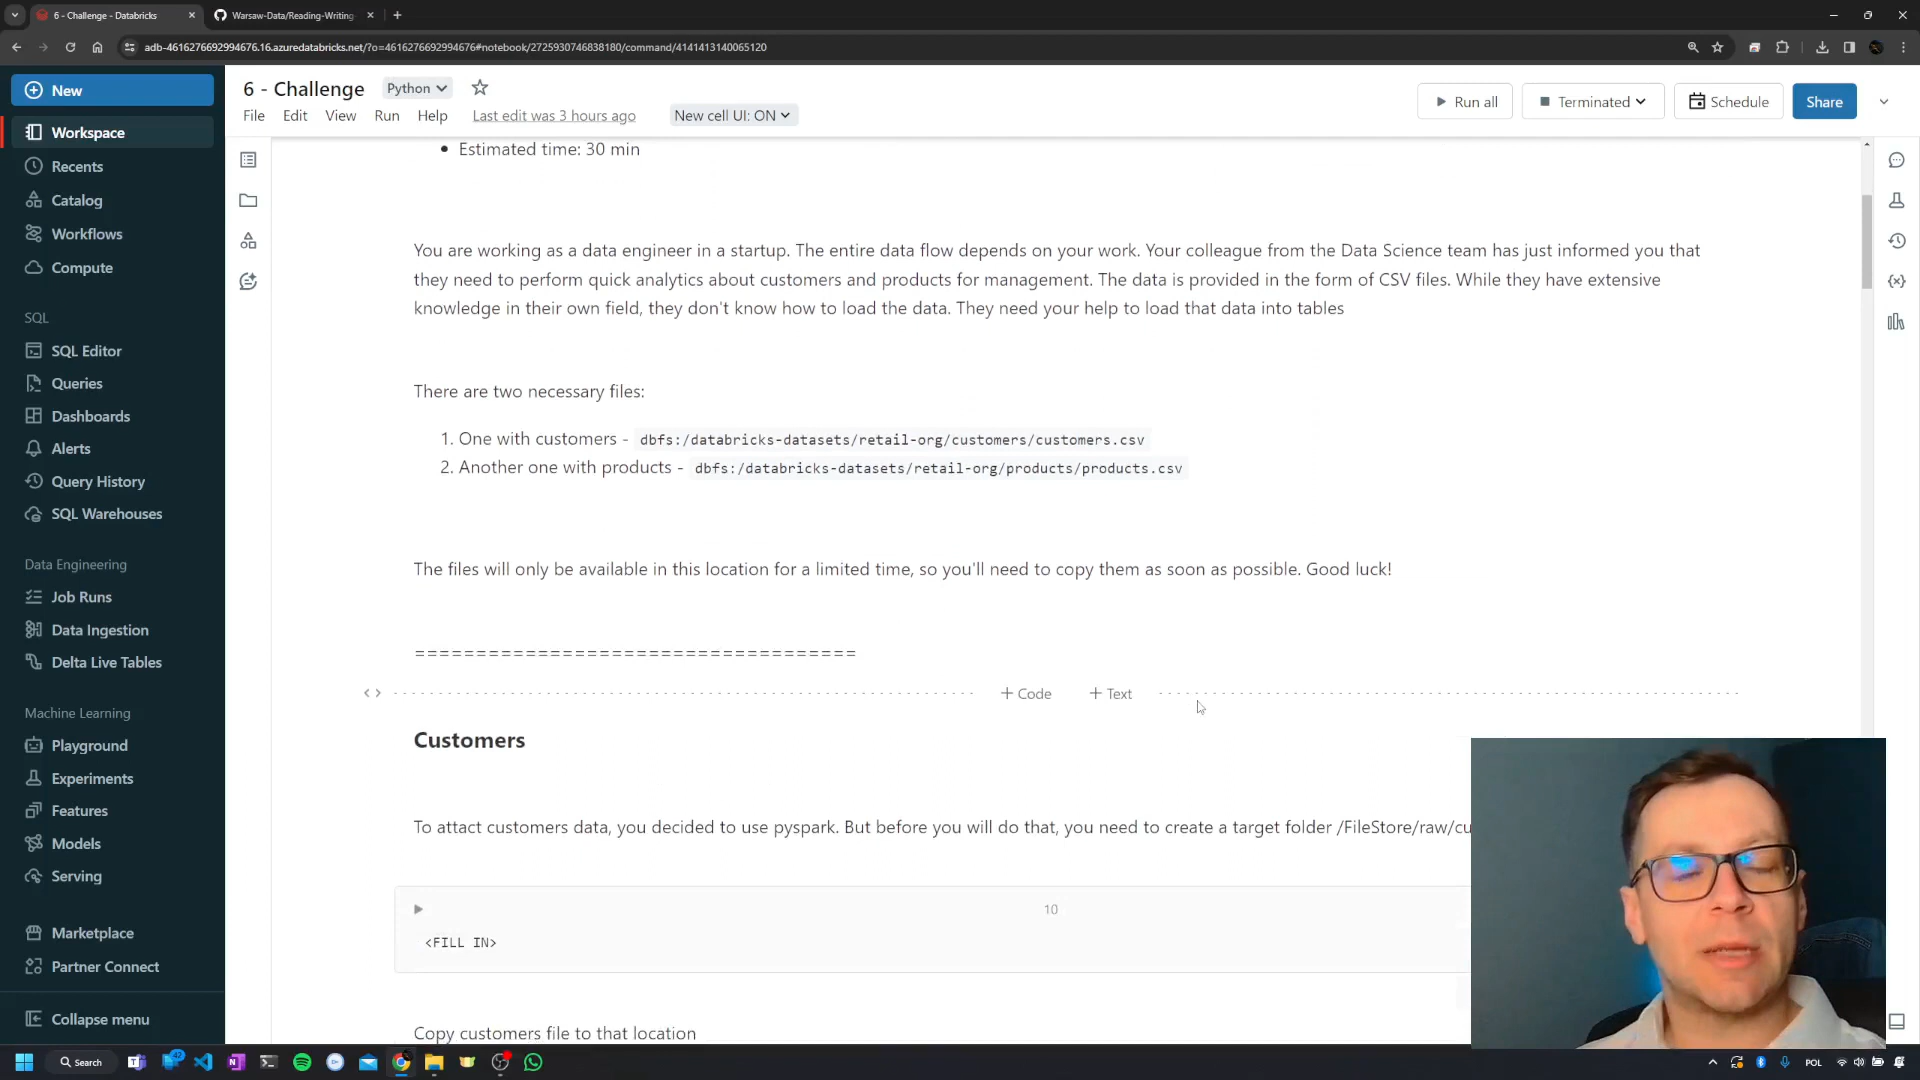 6 - Challenge - Databricks
Warsaw-Data/Reading-Writing
adb-4616276692994676.16.azuredatabricks.net/?o=4616276692994676#notebook/2725930746838180/command/4141413140065120
New
Workspace
Recents
Catalog
Workflows
Compute
SQL
SQL Editor
Queries
Dashboards
Alerts
Query History
SQL Warehouses
Data Engineering
Job Runs
Data Ingestion
Delta Live Tables
Machine Learning
Playground
Experiments
Features
Models
Serving
Marketplace
Partner Connect
Collapse menu
6 - Challenge
Python
File Edit View Run Help Last edit was 3 hours ago New cell UI: ON
Run all
Terminated
Schedule
Share
• Estimated time: 30 min
You are working as a data engineer in a startup. The entire data flow depends on your work. Your colleague from the Data Science team has just informed you that
they need to perform quick analytics about customers and products for management. The data is provided in the form of CSV files. While they have extensive
knowledge in their own field, they don't know how to load the data. They need your help to load that data into tables
There are two necessary files:
1. One with customers - dbfs:/databricks-datasets/retail-org/customers/customers.csv
2. Another one with products - dbfs:/databricks-datasets/retail-org/products/products.csv
The files will only be available in this location for a limited time, so you'll need to copy them as soon as possible. Good luck!
====================================
+ Code + Text
Customers
To attact customers data, you decided to use pyspark. But before you will do that, you need to create a target folder /FileStore/raw/cu
10
<FILL IN>
Copy customers file to that location
Search
POL